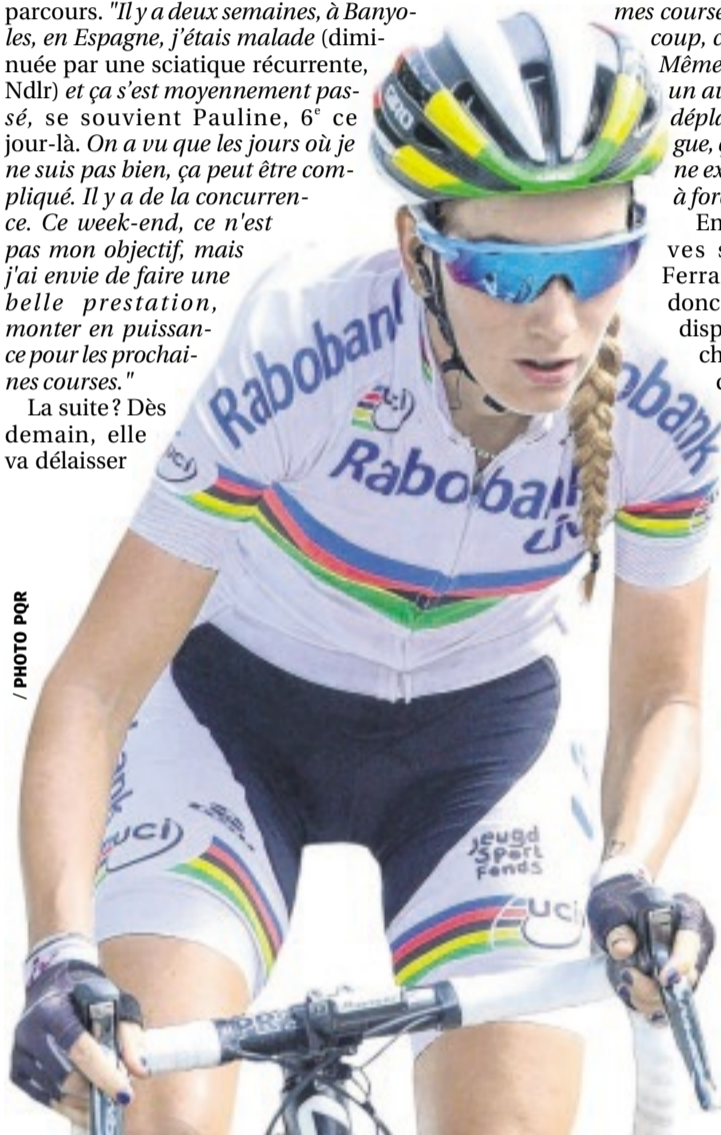 parcours. "Il y a deux semaines, à Banyo-
les, en Espagne, j'étais malade (dimi-
nuée par une sciatique récurrente,
Ndlr) et ça s'est moyennement pas-
sé, se souvient Pauline, 6e ce
jour-là. On a vu que les jours où je
ne suis pas bien, ça peut être com-
pliqué. Il y a de la concurren-
ce. Ce week-end, ce n'est
pas mon objectif, mais
j'ai envie de faire une
belle prestation,
monter en puissan-
ce pour les prochai-
nes courses."
La suite ? Dès
demain, elle
va délaisser
/ PHOTO PQR
mes course
coup, c
Même
un au
dépla
gue,
ne ex
à for
En
ves s
Ferra
donc
disp
ch
GIRO
Rabobank
obank
uci
Rabobank
Liv
uci
uci
Jeugd
Sport
Fonds
uci